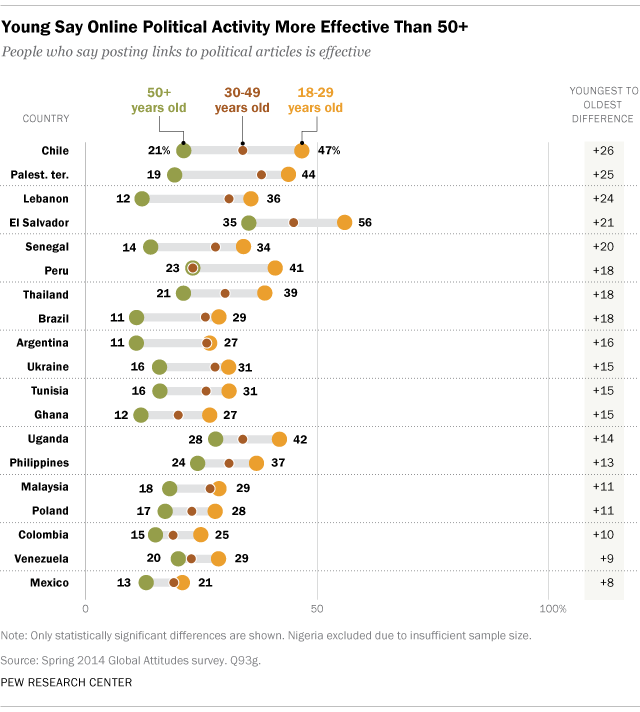 Young Say Online Political Activity More Effective Than 50+
People who say posting links to political articles is effective
50+ years old
30-49 years old
18-29 years old
YOUNGEST TO OLDEST DIFFERENCE
COUNTRY
Chile 21% 47% +26
Palest. ter. 19 44 +25
Lebanon 12 36 +24
El Salvador 35 56 +21
Senegal 14 34 +20
Peru 23 41 +18
Thailand 21 39 +18
Brazil 11 29 +18
Argentina 11 27 +16
Ukraine 16 31 +15
Tunisia 16 31 +15
Ghana 12 27 +15
Uganda 28 42 +14
Philippines 24 37 +13
Malaysia 18 29 +11
Poland 17 28 +11
Colombia 15 25 +10
Venezuela 20 29 +9
Mexico 13 21 +8
0 50 100%
Note: Only statistically significant differences are shown. Nigeria excluded due to insufficient sample size.
Source: Spring 2014 Global Attitudes survey. Q93g.
PEW RESEARCH CENTER